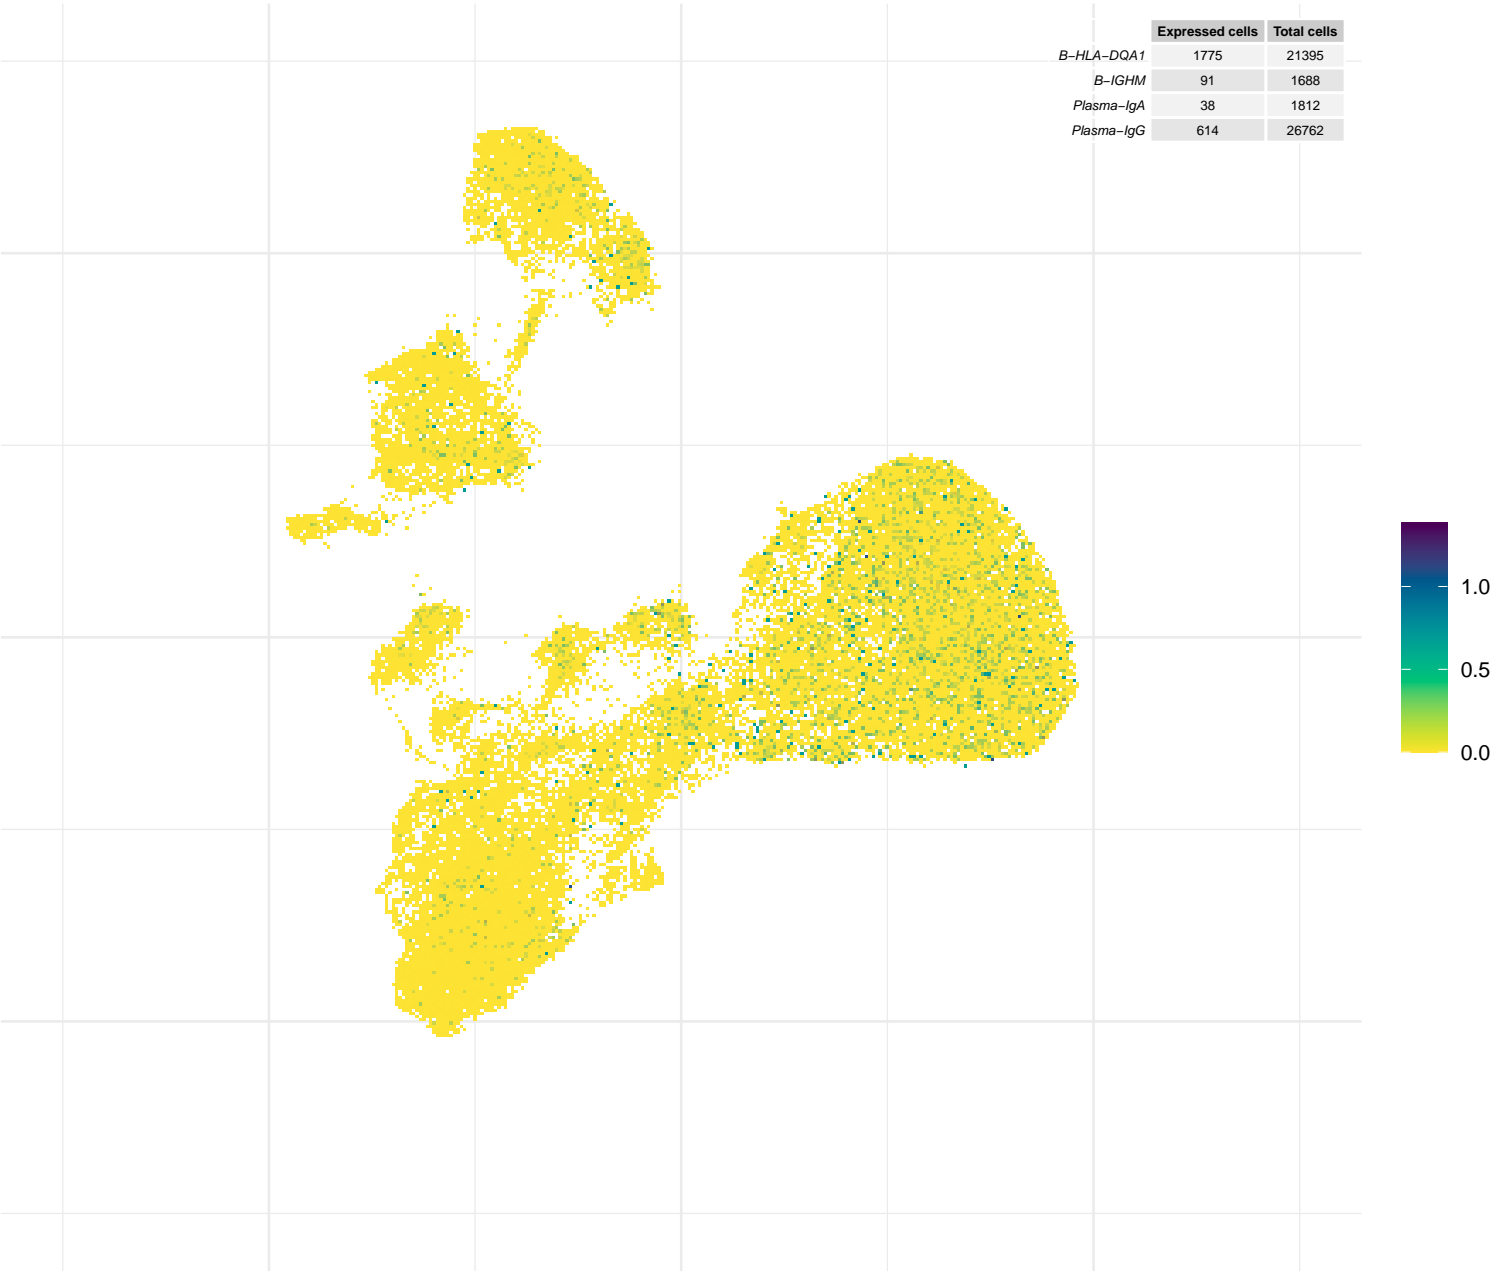 Expressed cells Total cells
B−HLA−DQA1 1775 21395
B−IGHM 91 1688
Plasma−IgA 38 1812
Plasma−IgG 614 26762
1.0
0.5
0.0